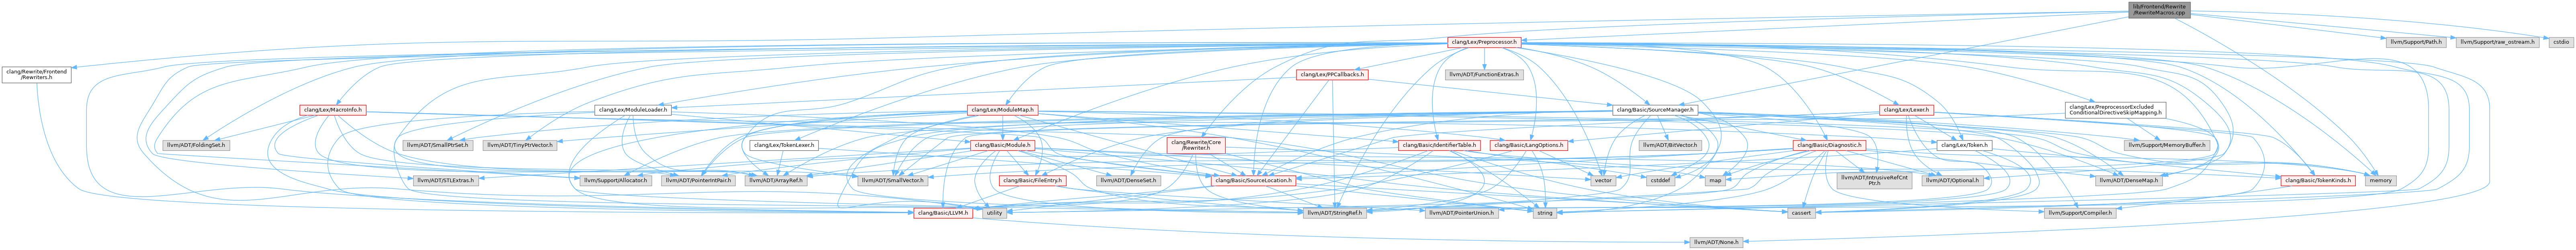 lib/Frontend/Rewrite
/RewriteMacros.cpp
clang/Lex/Preprocessor.h
llvm/Support/Path.h
llvm/Support/raw_ostream.h
cstdio
clang/Rewrite/Frontend
/Rewriters.h
clang/Lex/PPCallbacks.h
llvm/ADT/FunctionExtras.h
clang/Lex/MacroInfo.h
clang/Lex/ModuleLoader.h
clang/Lex/ModuleMap.h
clang/Basic/SourceManager.h
clang/Lex/Lexer.h
clang/Lex/PreprocessorExcluded
ConditionalDirectiveSkipMapping.h
llvm/ADT/FoldingSet.h
llvm/ADT/SmallPtrSet.h
llvm/ADT/TinyPtrVector.h
clang/Lex/TokenLexer.h
clang/Basic/Module.h
clang/Rewrite/Core
/Rewriter.h
clang/Basic/IdentifierTable.h
clang/Basic/LangOptions.h
llvm/ADT/BitVector.h
clang/Basic/Diagnostic.h
clang/Lex/Token.h
llvm/Support/MemoryBuffer.h
llvm/ADT/STLExtras.h
llvm/Support/Allocator.h
llvm/ADT/PointerIntPair.h
llvm/ADT/ArrayRef.h
llvm/ADT/SmallVector.h
clang/Basic/FileEntry.h
llvm/ADT/DenseSet.h
clang/Basic/SourceLocation.h
vector
cstddef
map
llvm/ADT/IntrusiveRefCnt
Ptr.h
llvm/ADT/Optional.h
llvm/ADT/DenseMap.h
clang/Basic/TokenKinds.h
memory
clang/Basic/LLVM.h
utility
llvm/ADT/StringRef.h
llvm/ADT/PointerUnion.h
string
cassert
llvm/Support/Compiler.h
llvm/ADT/None.h